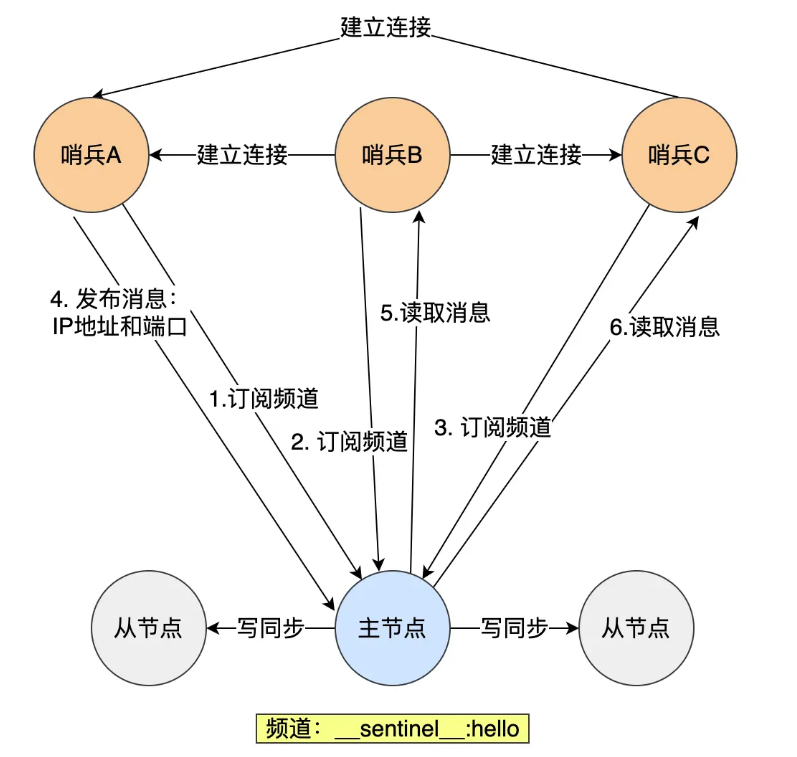 建立连接
哨兵A
建立连接
哨兵B
建立连接
哨兵C
4. 发布消息：
IP地址和端口
5.读取消息
6.读取消息
1.订阅频道
2. 订阅频道
3. 订阅频道
从节点
写同步
主节点
写同步
从节点
频道：__sentinel__:hello